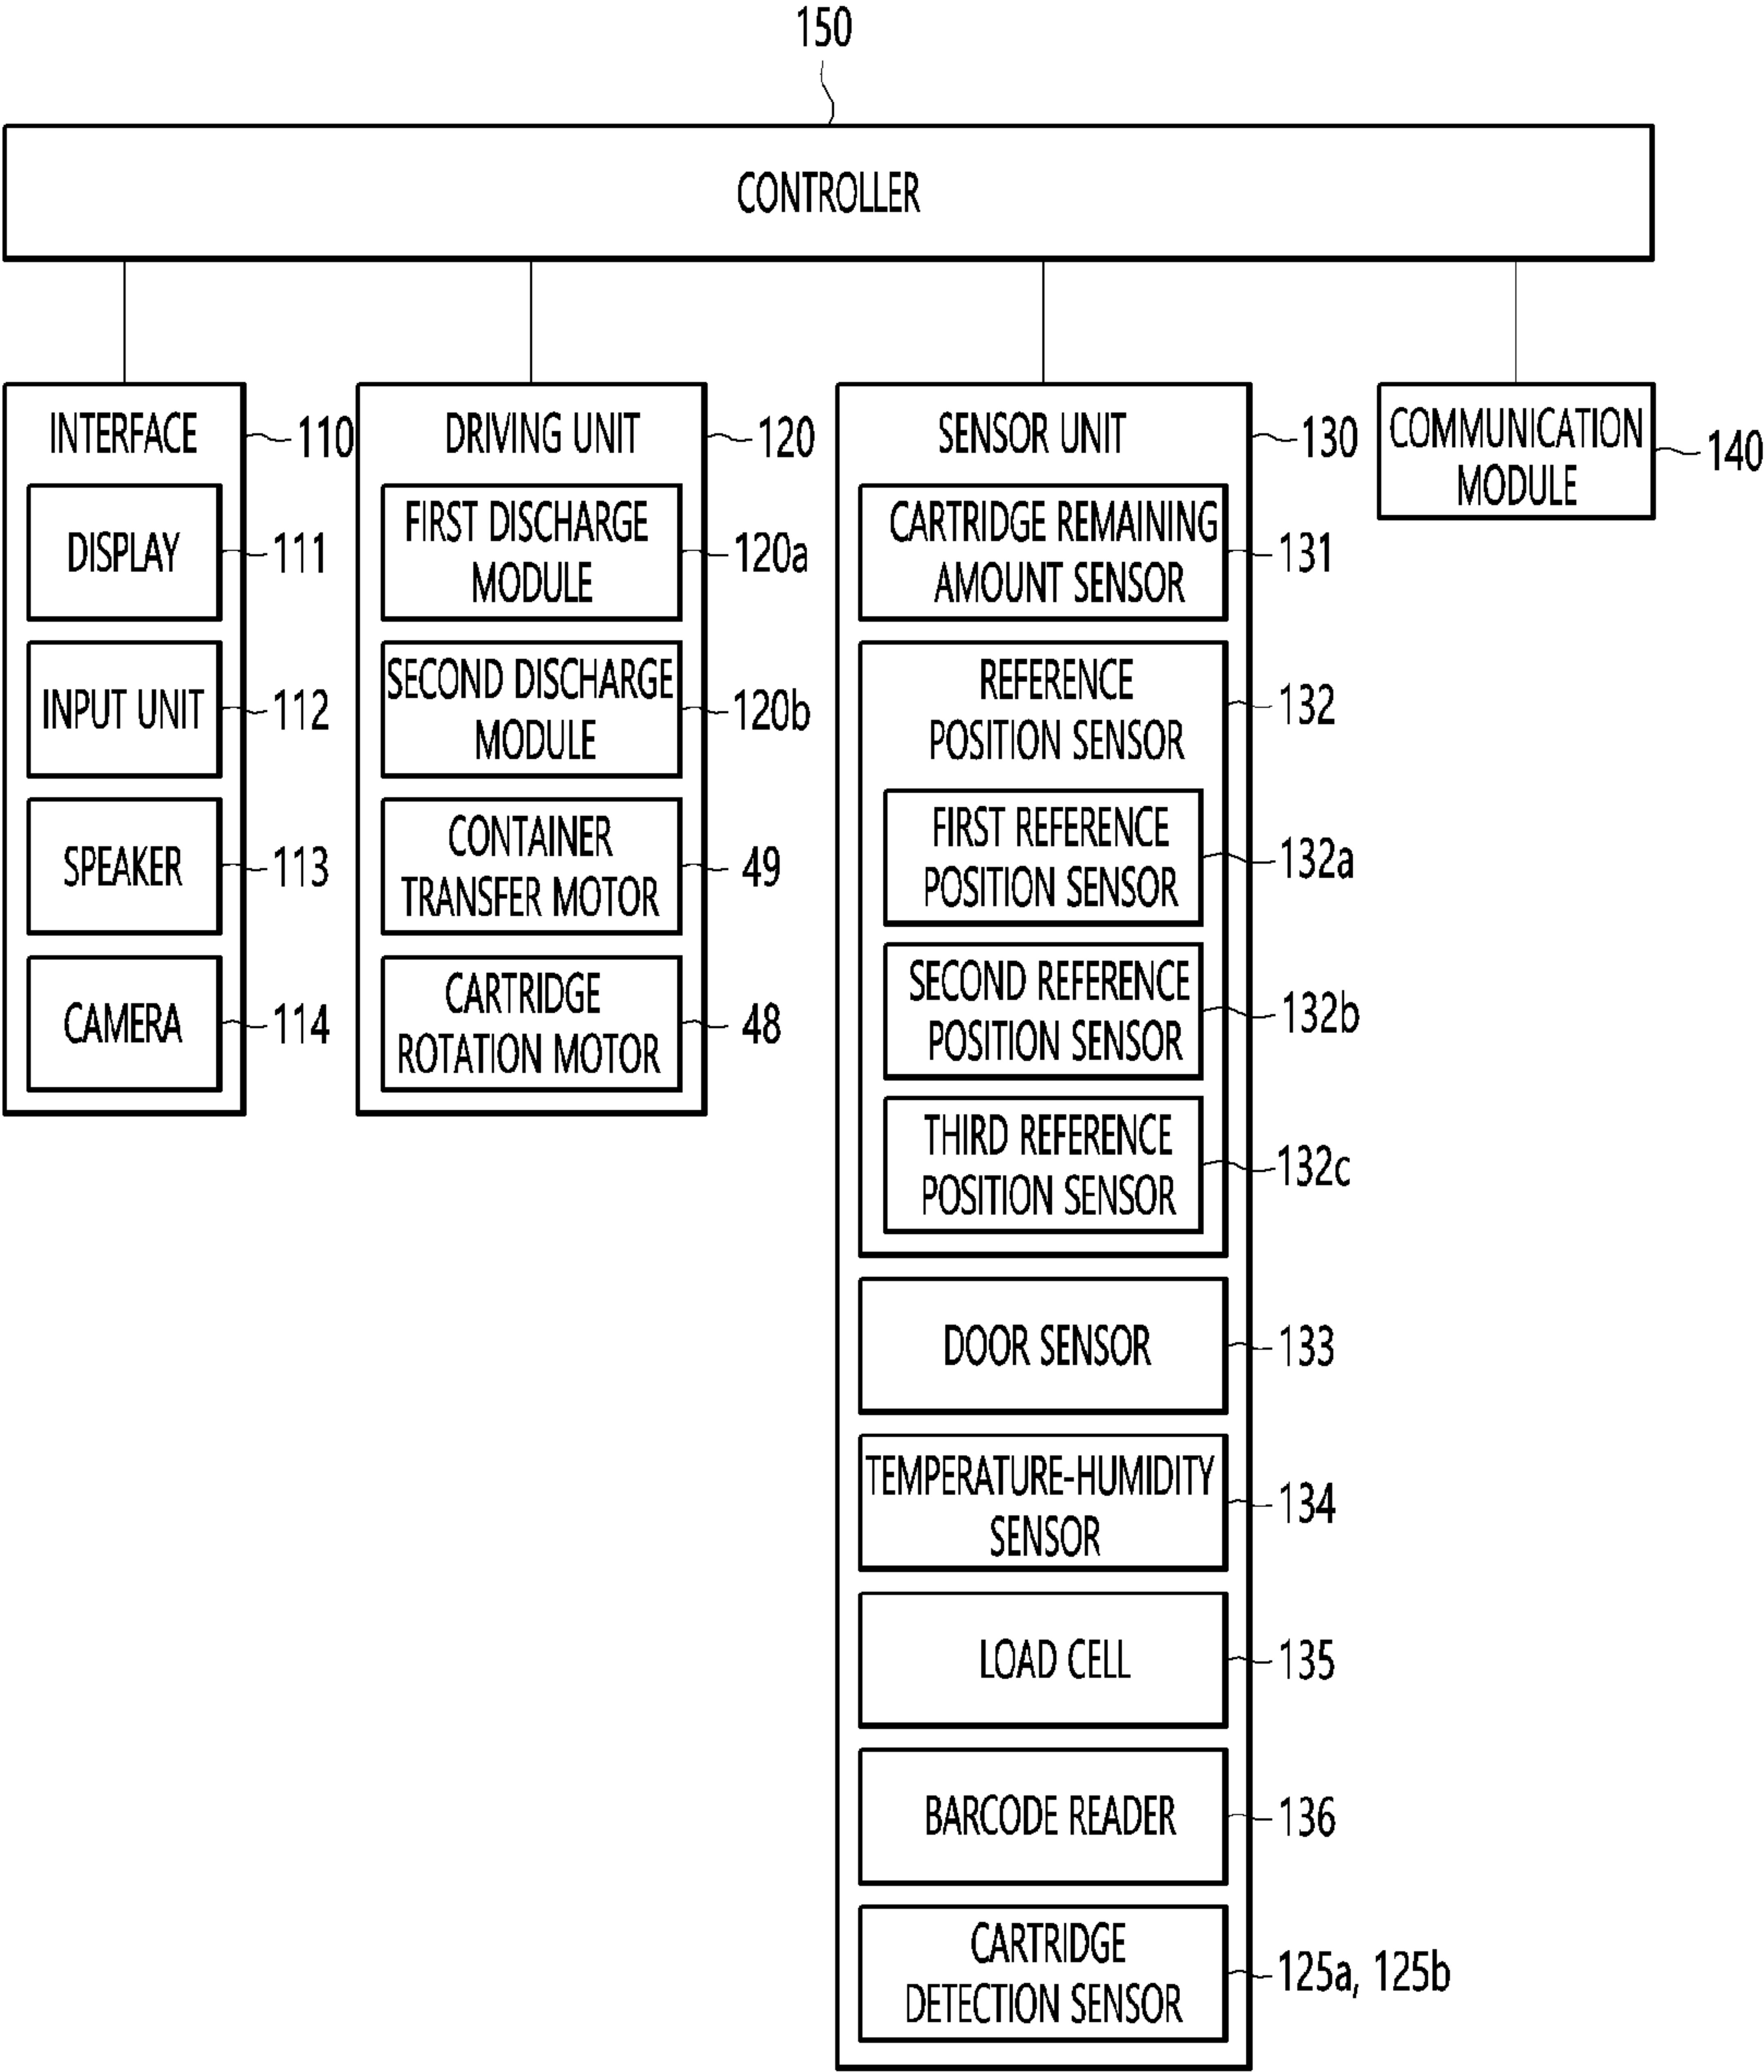 150
CONTROLLER
INTERFACE
110
DISPLAY
111
INPUT UNIT
112
SPEAKER
113
CAMERA
114
DRIVING UNIT
120
FIRST DISCHARGE
MODULE
120a
SECOND DISCHARGE
MODULE
120b
CONTAINER
TRANSFER MOTOR
49
CARTRIDGE
ROTATION MOTOR
48
SENSOR UNIT
130
CARTRIDGE REMAINING
AMOUNT SENSOR
131
REFERENCE
POSITION SENSOR
132
FIRST REFERENCE
POSITION SENSOR
132a
SECOND REFERENCE
POSITION SENSOR
132b
THIRD REFERENCE
POSITION SENSOR
132c
DOOR SENSOR
133
TEMPERATURE-HUMIDITY
SENSOR
134
LOAD CELL
135
BARCODE READER
136
CARTRIDGE
DETECTION SENSOR
125a, 125b
COMMUNICATION
MODULE
140